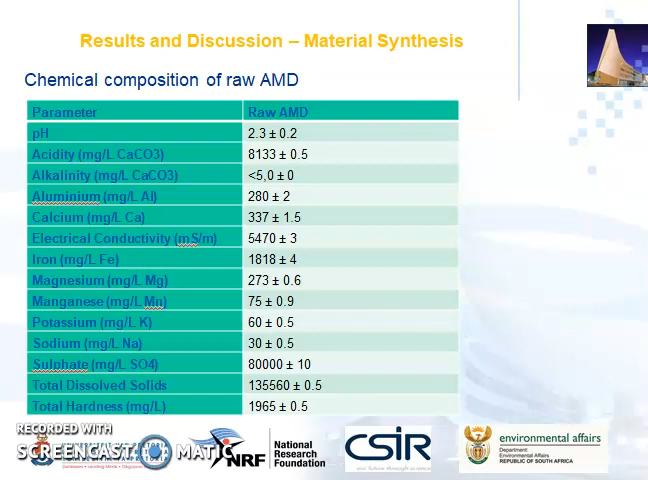 Results and Discussion – Material Synthesis
Chemical composition of raw AMD
Parameter Raw AMD
pH 2.3 ± 0.2
Acidity (mg/L CaCO3) 8133 ± 0.5
Alkalinity (mg/L CaCO3) <5,0 ± 0
Aluminium (mg/L Al) 280 ± 2
Calcium (mg/L Ca) 337 ± 1.5
Electrical Conductivity (mS/m) 5470 ± 3
Iron (mg/L Fe) 1818 ± 4
Magnesium (mg/L Mg) 273 ± 0.6
Manganese (mg/L Mn) 75 ± 0.9
Potassium (mg/L K) 60 ± 0.5
Sodium (mg/L Na) 30 ± 0.5
Sulphate (mg/L SO4) 80000 ± 10
Total Dissolved Solids 135560 ± 0.5
Total Hardness (mg/L) 1965 ± 0.5
RECORDED WITH
SCREENCAST MATIC
NRF
National
Research
Foundation
CSIR
our future through science
environmental affairs
Department:
Environmental Affairs
REPUBLIC OF SOUTH AFRICA